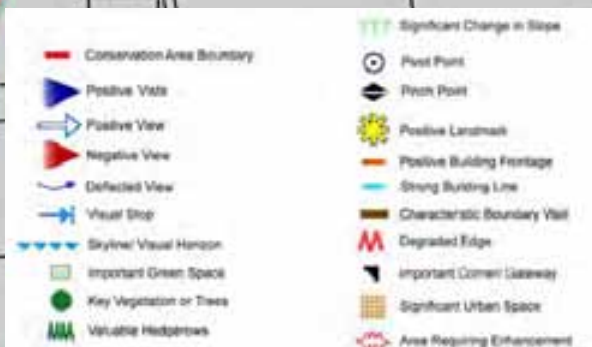 Conservation Area Boundary
Positive Vista
Positive View
Negative View
Deflected View
Visual Stop
Skyline/ Visual Horizon
Important Green Space
Key Vegetation or Trees
Valuable Hedgerows
Significant Change in Slope
Pivot Point
Pinch Point
Positive Landmark
Positive Building Frontage
Strong Building Line
Characteristic Boundary Wall
Degraded Edge
Important Corner/ Gateway
Significant Urban Space
Area Requiring Enhancement